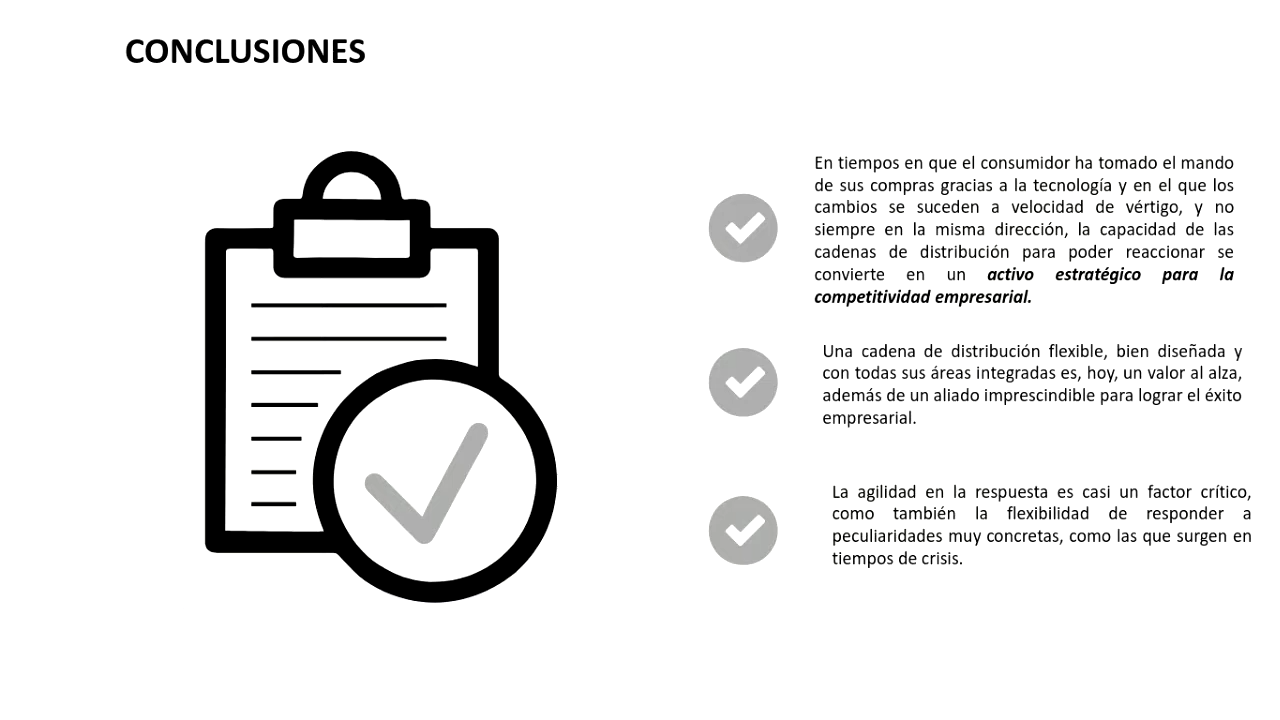 CONCLUSIONES
En tiempos en que el consumidor ha tomado el mando
de sus compras gracias a la tecnología y en el que los
cambios se suceden a velocidad de vértigo, y no
siempre en la misma dirección, la capacidad de las
cadenas de distribución para poder reaccionar se
convierte en un activo estratégico para la
competitividad empresarial.
Una cadena de distribución flexible, bien diseñada y
con todas sus áreas integradas es, hoy, un valor al alza,
además de un aliado imprescindible para lograr el éxito
empresarial.
La agilidad en la respuesta es casi un factor crítico,
como también la flexibilidad de responder a
peculiaridades muy concretas, como las que surgen en
tiempos de crisis.